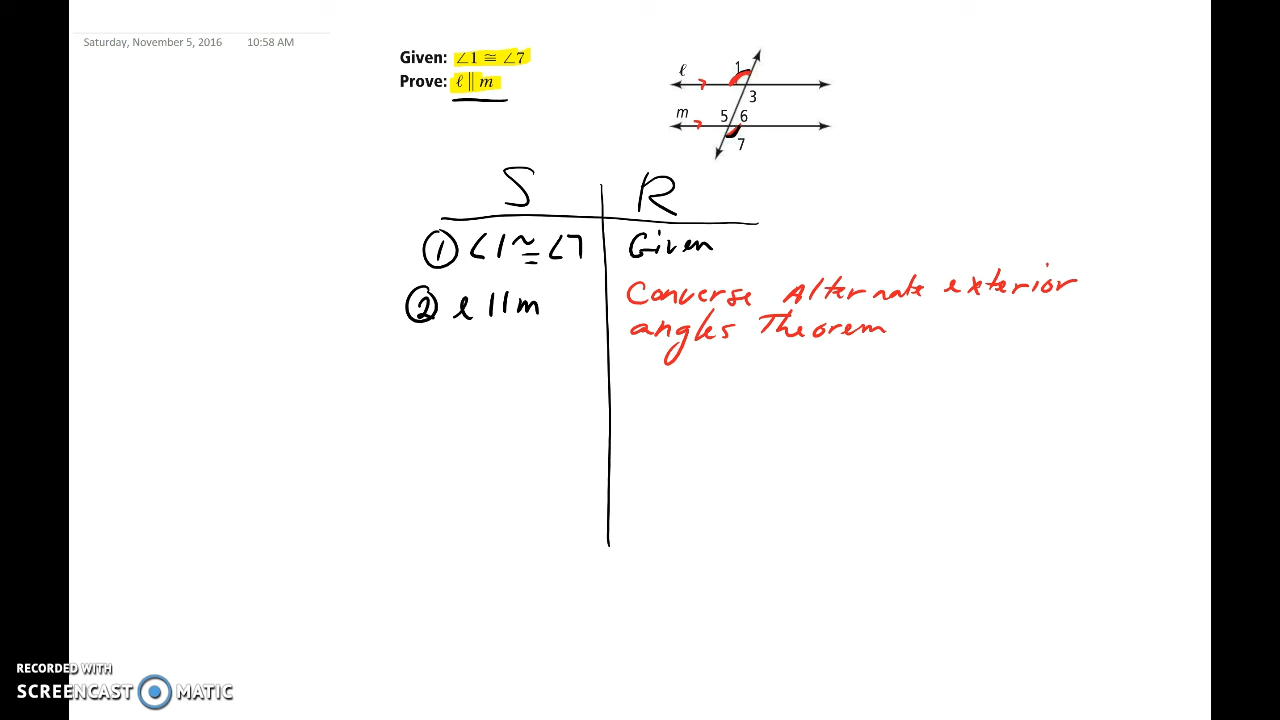 Saturday, November 5, 2016 10:58 AM
Given: ∠1 ≅ ∠7
Prove: ℓ ∥ m
1
ℓ
3
m 5 6
7
S R
① ∠1 ≅ ∠7 Given
② ℓ ∥ m Converse Alternate exterior
angles Theorem
RECORDED WITH
SCREENCAST MATIC